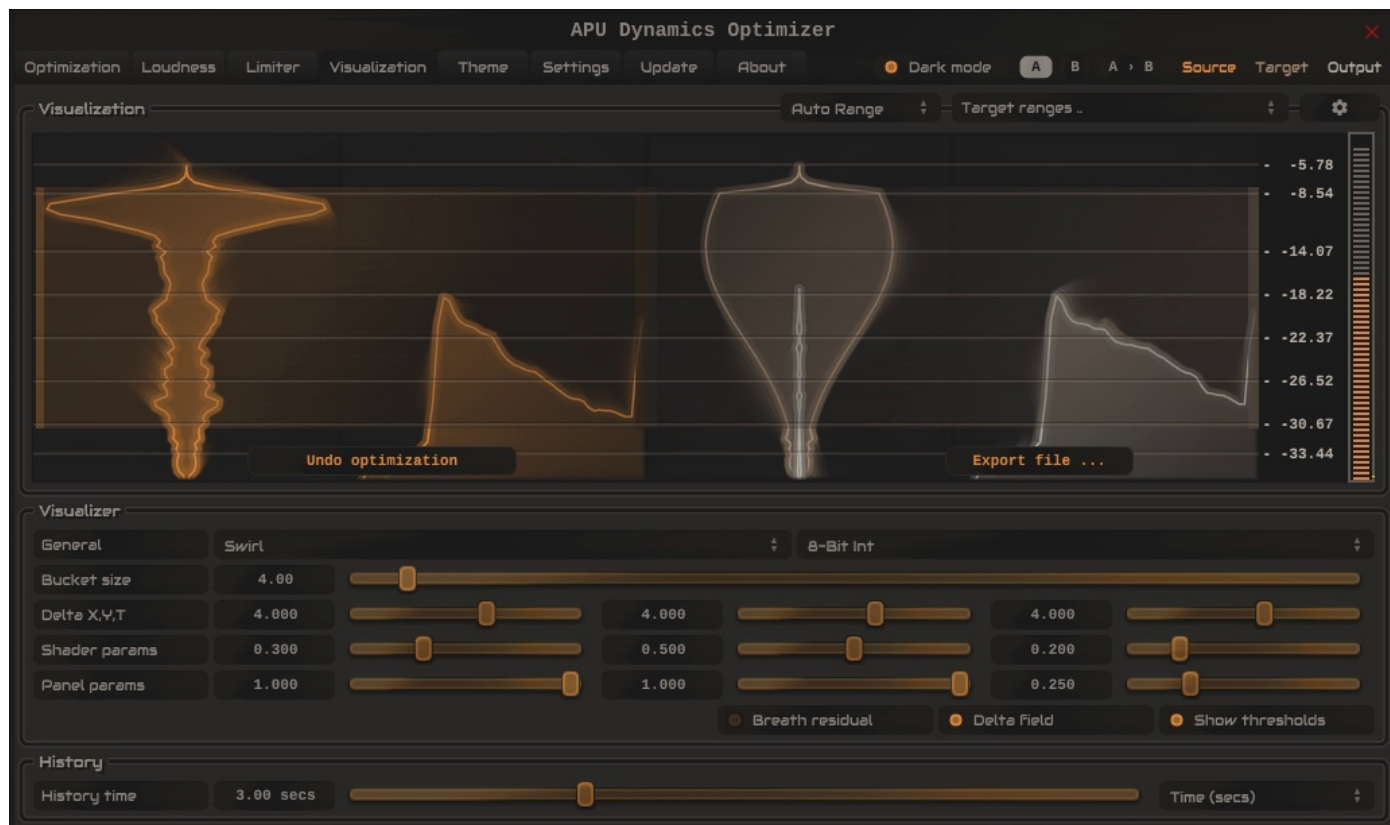 APU Dynamics Optimizer
Optimization Loudness Limiter Visualization Theme Settings Update About Dark mode A B A › B Source Target Output
Visualization Auto Range Target ranges ..
- -5.78
- -8.54
- -14.07
- -18.22
- -22.37
- -26.52
- -30.67
- -33.44
Undo optimization Export file ...
Visualizer
General Swirl 8-Bit Int
Bucket size 4.00
Delta X,Y,T 4.000 4.000 4.000
Shader params 0.300 0.500 0.200
Panel params 1.000 1.000 0.250
Breath residual Delta field Show thresholds
History
History time 3.00 secs Time (secs)